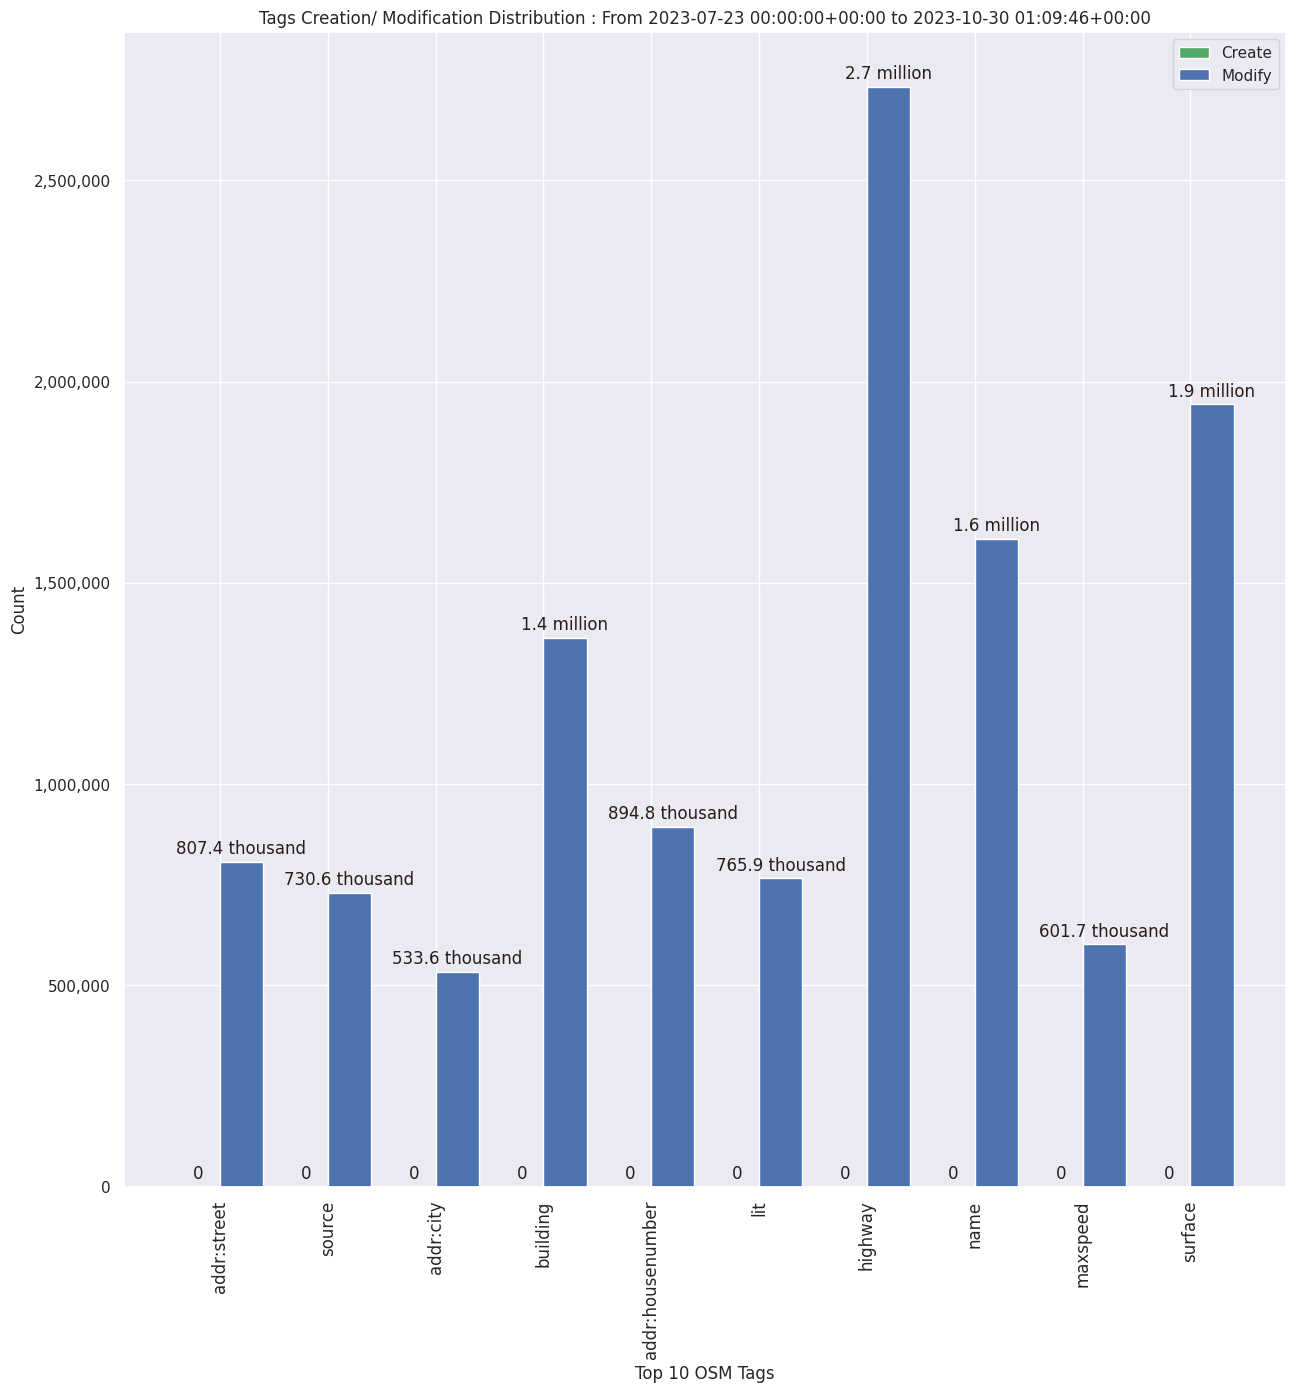 Tags Creation/ Modification Distribution : From 2023-07-23 00:00:00+00:00 to 2023-10-30 01:09:46+00:00
Create
Modify
Count
2,500,000
2,000,000
1,500,000
1,000,000
500,000
0
807.4 thousand
730.6 thousand
533.6 thousand
1.4 million
894.8 thousand
765.9 thousand
2.7 million
1.6 million
601.7 thousand
1.9 million
0
0
0
0
0
0
0
0
0
0
addr:street
source
addr:city
building
addr:housenumber
lit
highway
name
maxspeed
surface
Top 10 OSM Tags